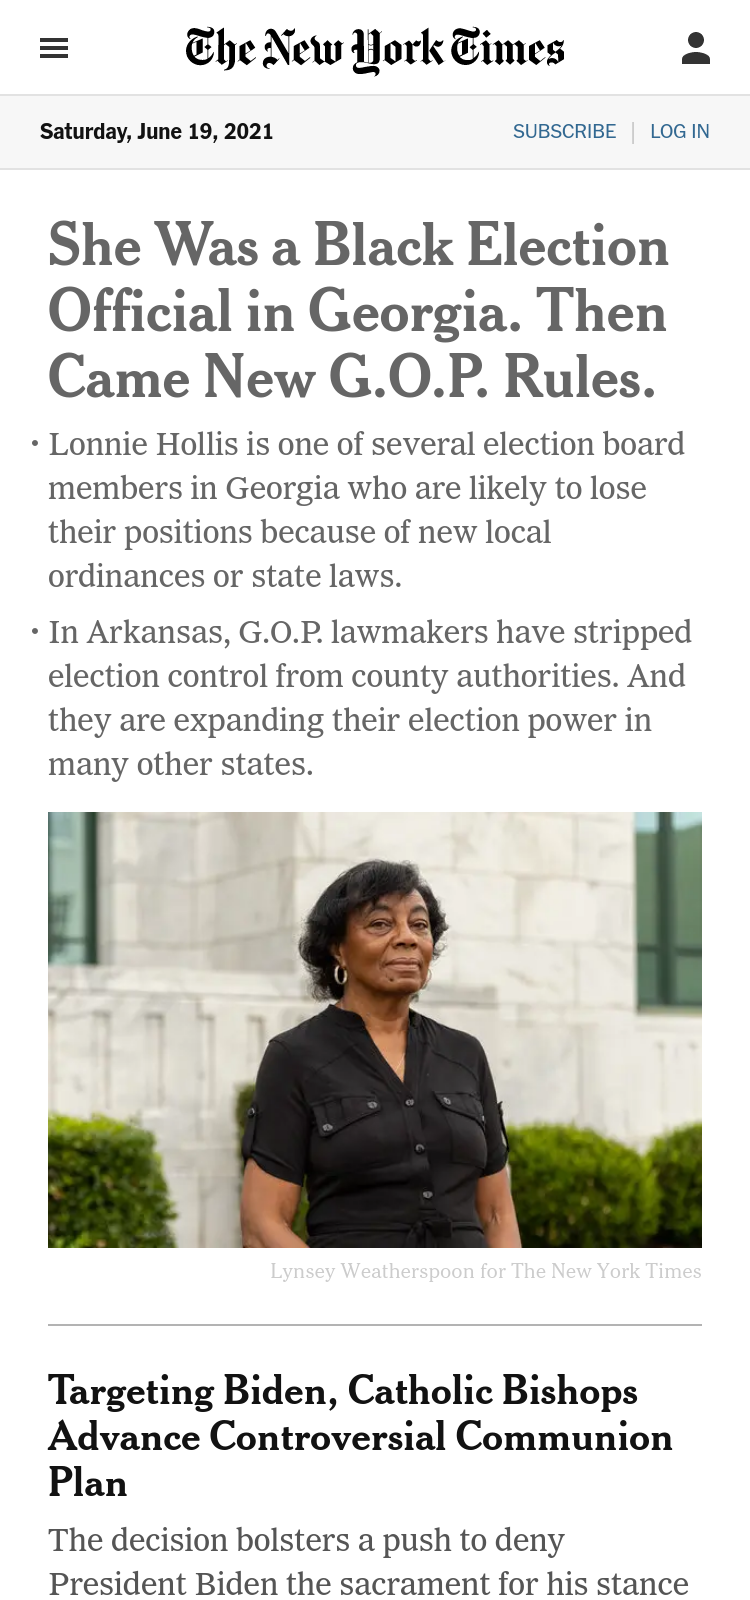 The New York Times
Saturday, June 19, 2021
SUBSCRIBE | LOG IN
She Was a Black Election
Official in Georgia. Then
Came New G.O.P. Rules.
• Lonnie Hollis is one of several election board
members in Georgia who are likely to lose
their positions because of new local
ordinances or state laws.
• In Arkansas, G.O.P. lawmakers have stripped
election control from county authorities. And
they are expanding their election power in
many other states.
Lynsey Weatherspoon for The New York Times
Targeting Biden, Catholic Bishops
Advance Controversial Communion
Plan
The decision bolsters a push to deny
President Biden the sacrament for his stance